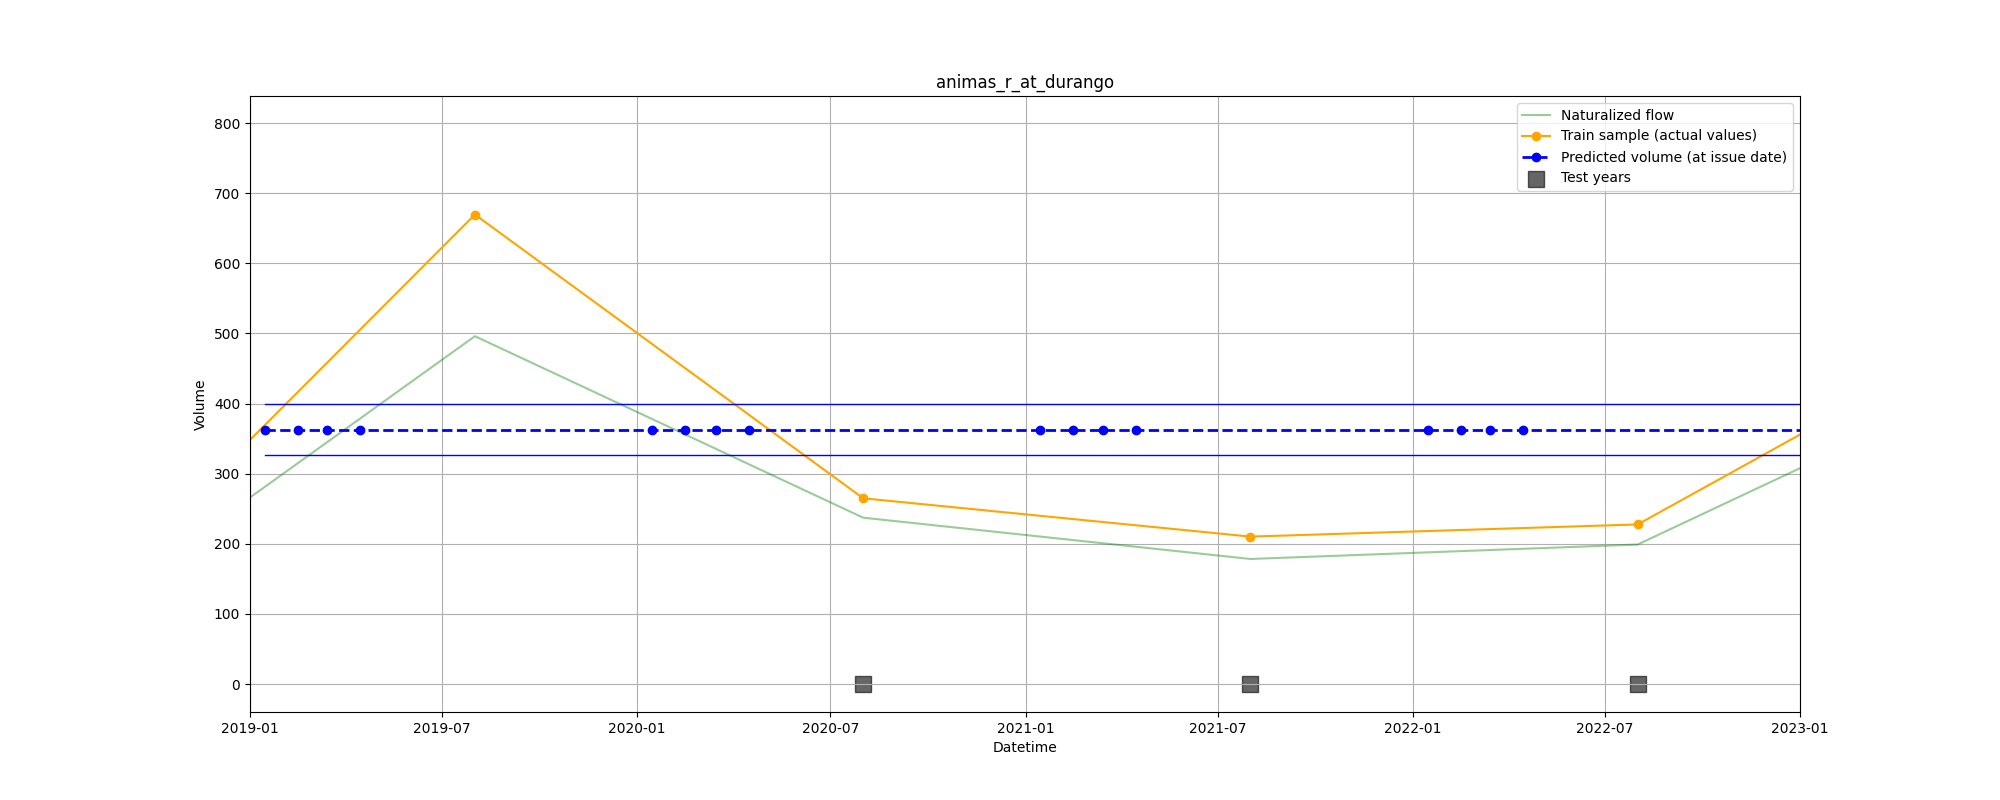 animas_r_at_durango
Naturalized flow
Train sample (actual values)
Predicted volume (at issue date)
Test years
800
700
600
500
400
300
200
100
0
Volume
2019-01 2019-07 2020-01 2020-07 2021-01 2021-07 2022-01 2022-07 2023-01
Datetime